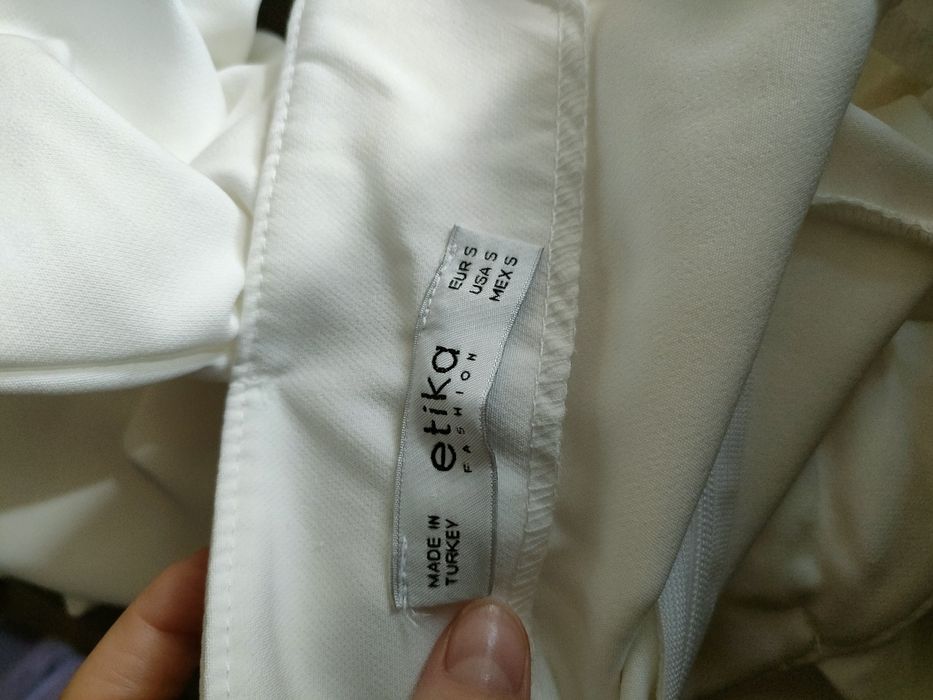 MADE IN
TURKEY
etika
FASHION
EUR S
USA S
MEX S